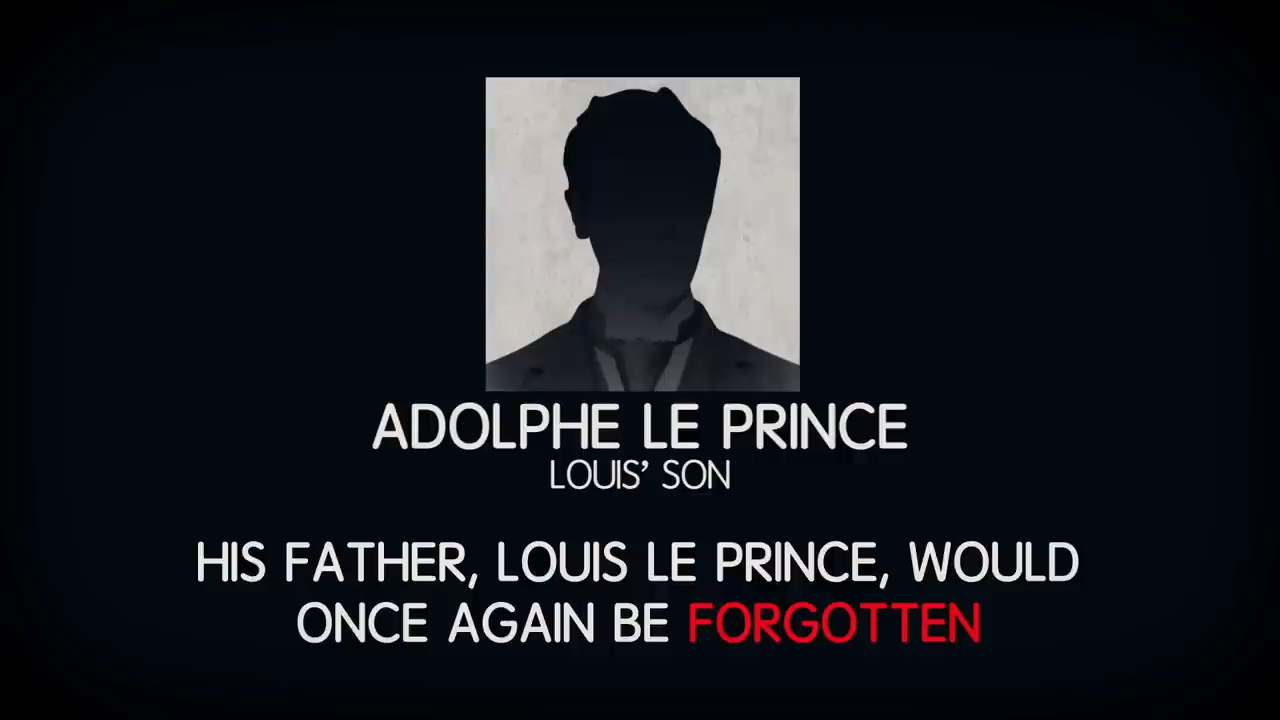 ADOLPHE LE PRINCE
LOUIS' SON
HIS FATHER, LOUIS LE PRINCE, WOULD
ONCE AGAIN BE FORGOTTEN